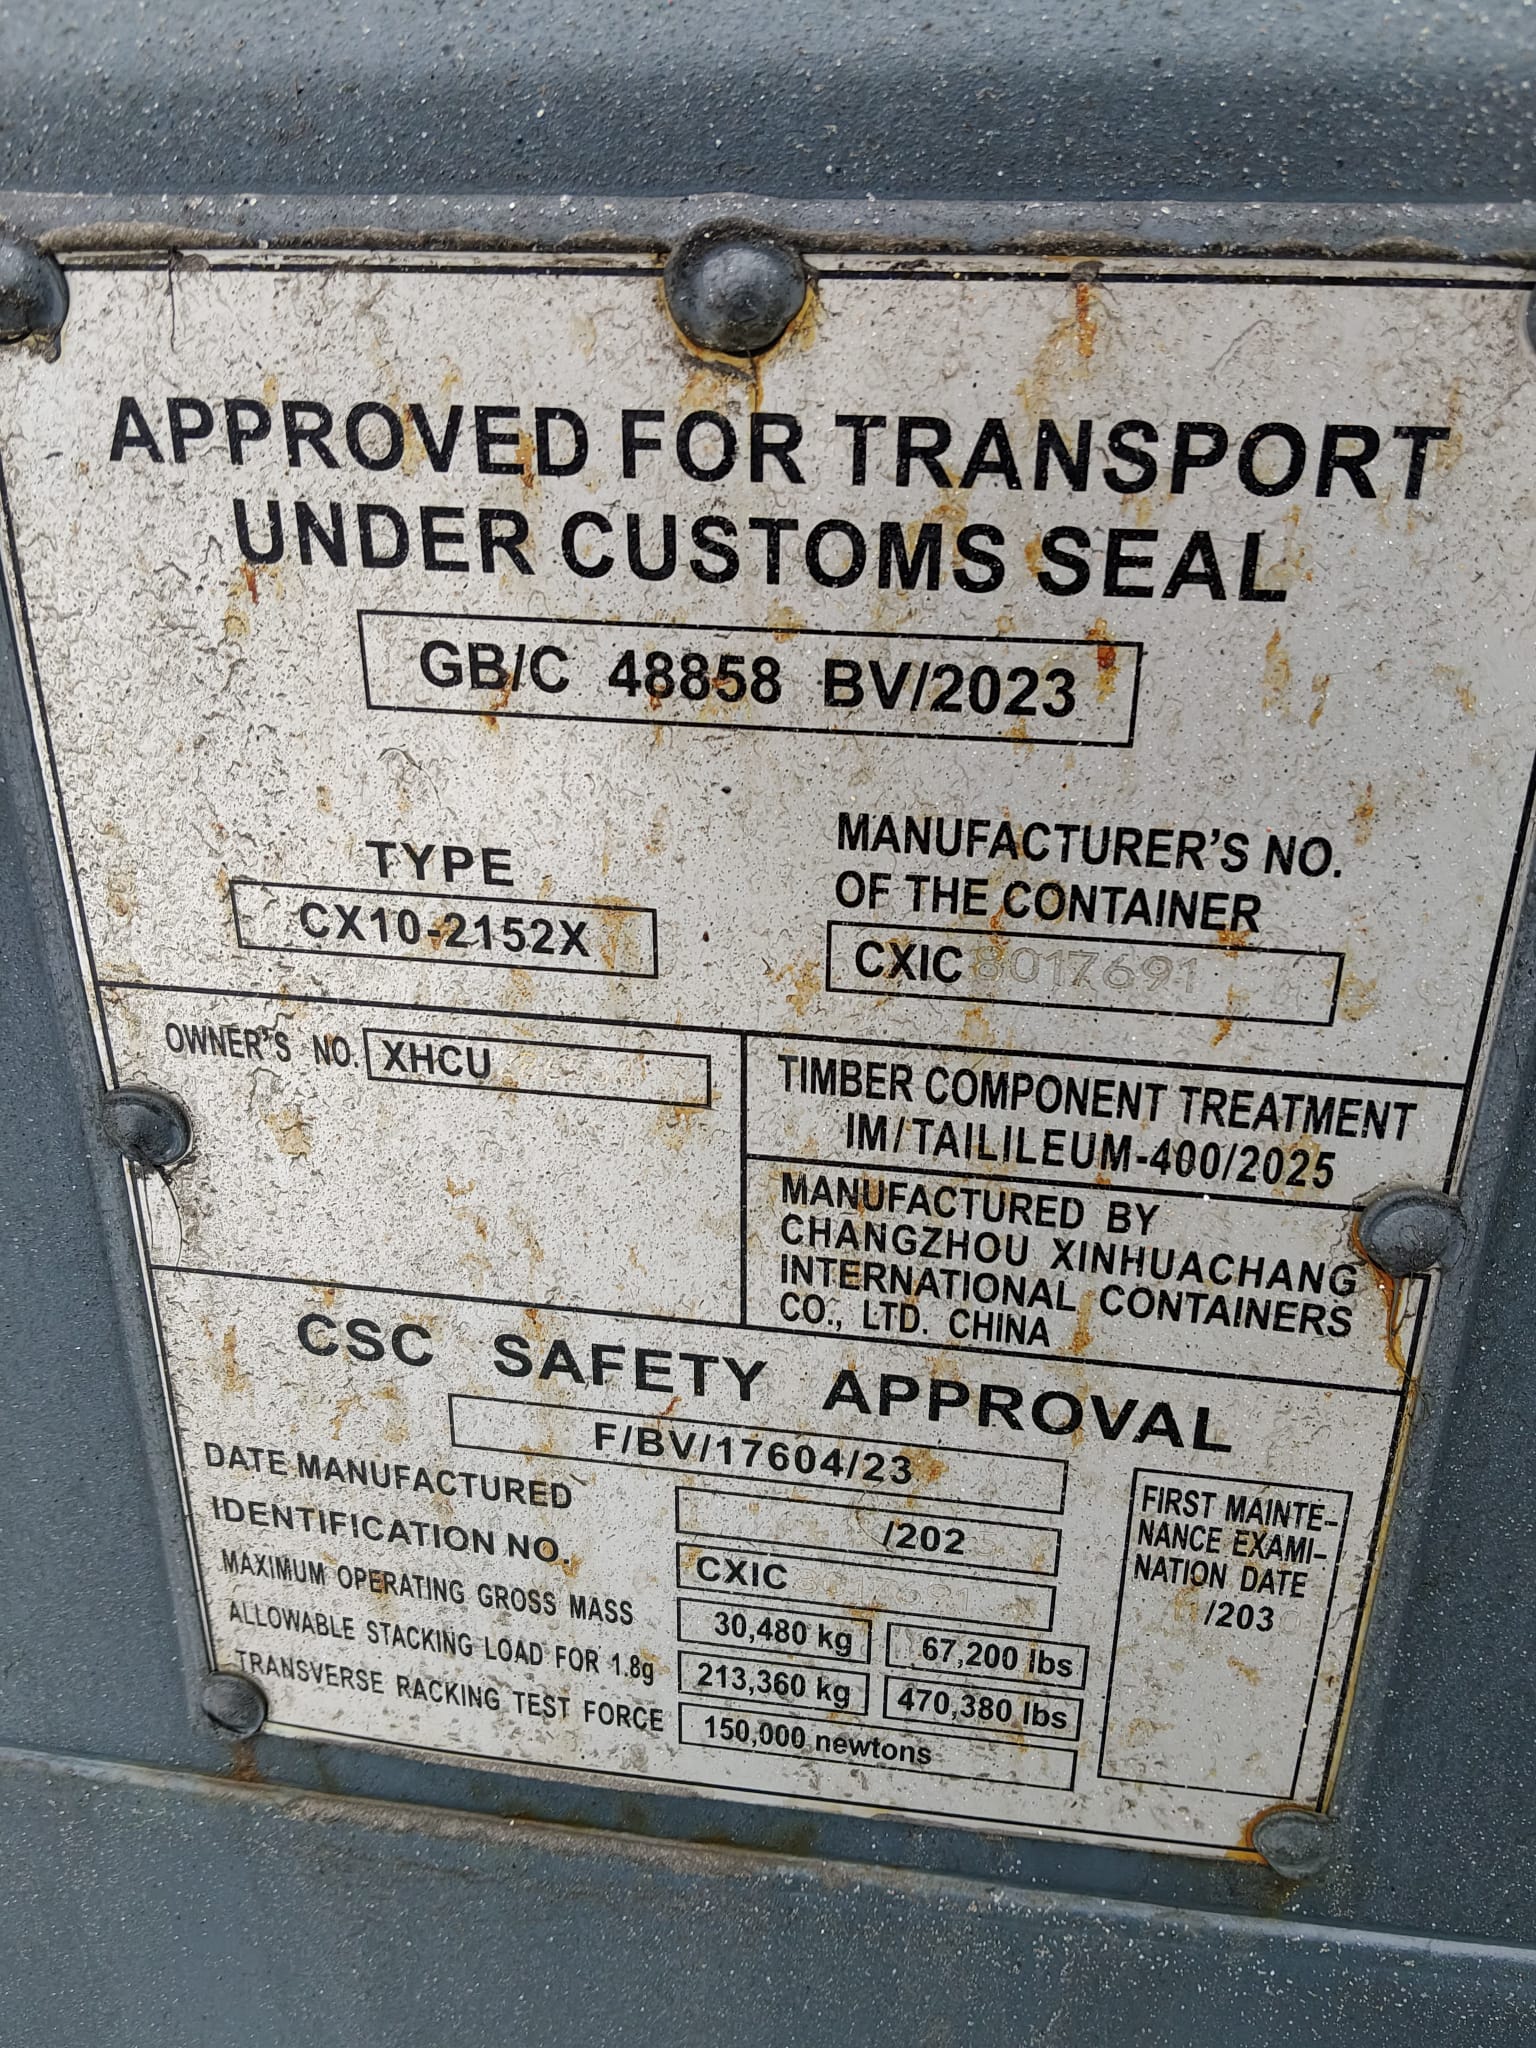 APPROVED FOR TRANSPORT
UNDER CUSTOMS SEAL
GB/C 48858 BV/2023
TYPE
CX10-2152X
MANUFACTURER'S NO.
OF THE CONTAINER
CXIC 8017691
OWNER'S NO. XHCU
TIMBER COMPONENT TREATMENT
IM/TAILILEUM-400/2025
MANUFACTURED BY
CHANGZHOU XINHUACHANG
INTERNATIONAL CONTAINERS
CO., LTD. CHINA
CSC SAFETY APPROVAL
F/BV/17604/23
DATE MANUFACTURED /202
IDENTIFICATION NO. CXIC
MAXIMUM OPERATING GROSS MASS 30,480 kg 67,200 lbs
ALLOWABLE STACKING LOAD FOR 1.8g 213,360 kg 470,380 lbs
TRANSVERSE RACKING TEST FORCE 150,000 newtons
FIRST MAINTE-
NANCE EXAMI-
NATION DATE
/203